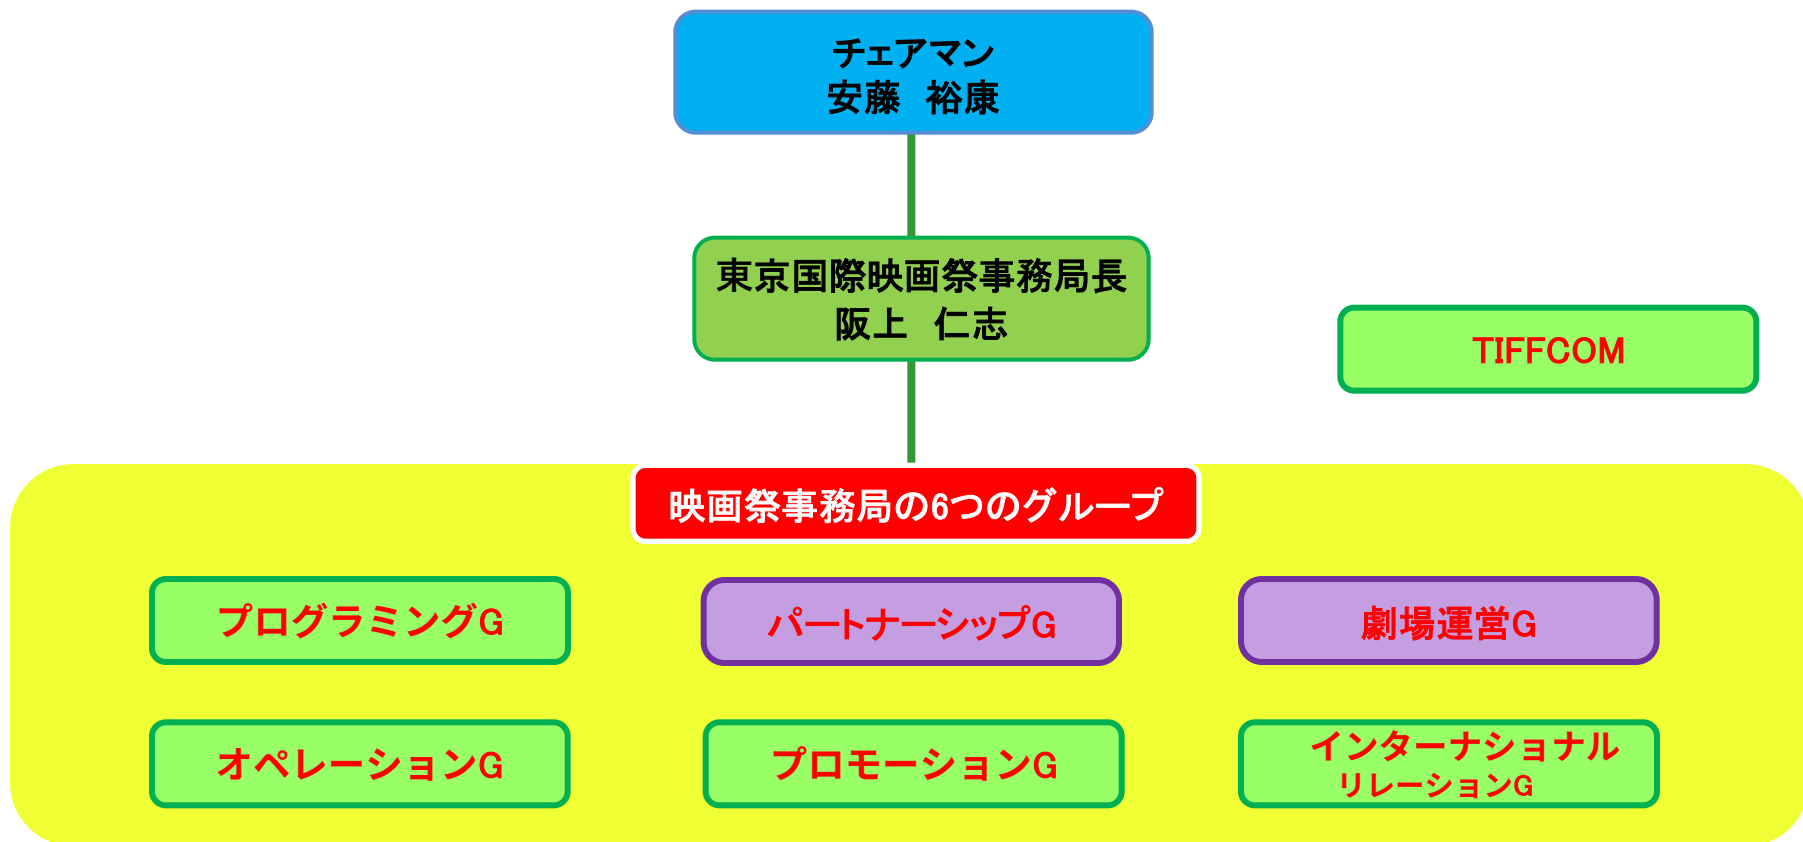 チェアマン
安藤　裕康
東京国際映画祭事務局長
阪上　仁志
TIFFCOM
映画祭事務局の6つのグループ
プログラミングG
パートナーシップG
劇場運営G
オペレーションG
プロモーションG
インターナショナル
リレーションG